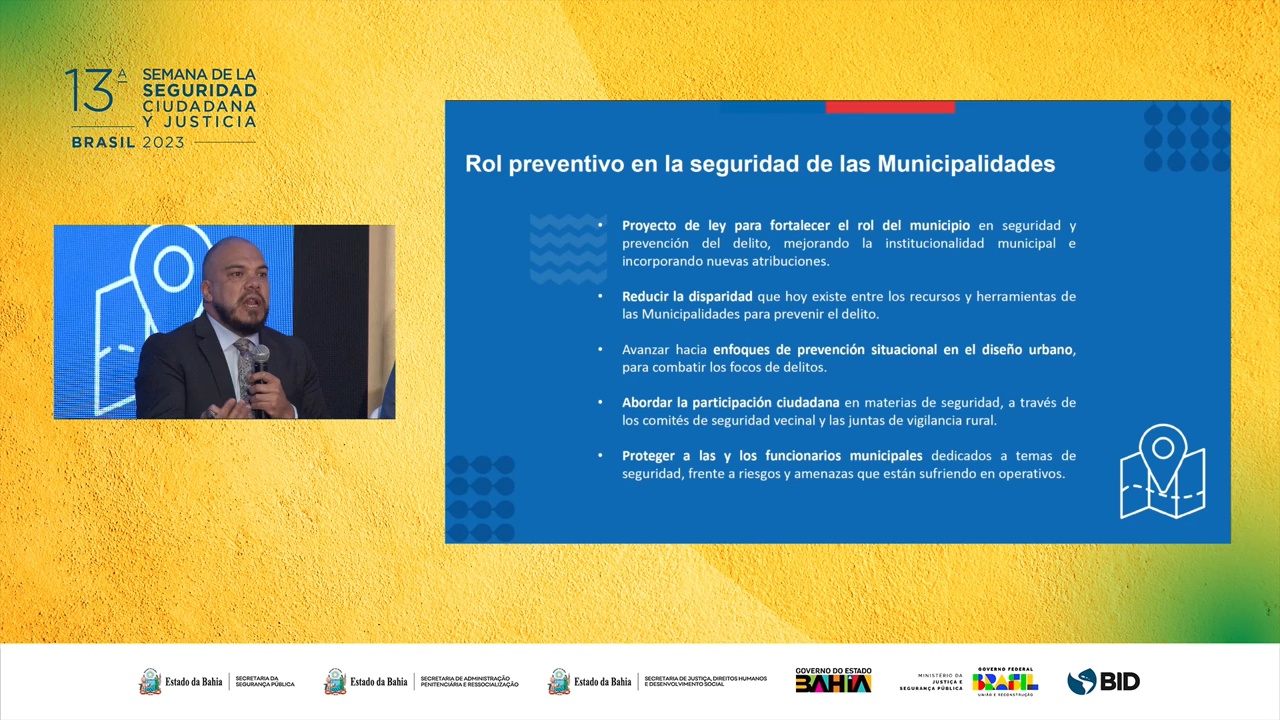 13A
SEMANA DE LA
SEGURIDAD
CIUDADANA
Y JUSTICIA
BRASIL 2023
Rol preventivo en la seguridad de las Municipalidades
• Proyecto de ley para fortalecer el rol del municipio en seguridad y
prevención del delito, mejorando la institucionalidad municipal e
incorporando nuevas atribuciones.
• Reducir la disparidad que hoy existe entre los recursos y herramientas de
las Municipalidades para prevenir el delito.
• Avanzar hacia enfoques de prevención situacional en el diseño urbano,
para combatir los focos de delitos.
• Abordar la participación ciudadana en materias de seguridad, a través de
los comités de seguridad vecinal y las juntas de vigilancia rural.
• Proteger a las y los funcionarios municipales dedicados a temas de
seguridad, frente a riesgos y amenazas que están sufriendo en operativos.
Estado da Bahia
SECRETARIA DA
SEGURANÇA PÚBLICA
Estado da Bahia
SECRETARIA DE ADMINISTRAÇÃO
PENITENCIÁRIA E RESSOCIALIZAÇÃO
Estado da Bahia
SECRETARIA DE JUSTIÇA, DIREITOS HUMANOS
E DESENVOLVIMENTO SOCIAL
GOVERNO DO ESTADO
BAHIA
MINISTÉRIO DA
JUSTIÇA E
SEGURANÇA PÚBLICA
GOVERNO FEDERAL
BRASIL
UNIÃO E RECONSTRUÇÃO
BID